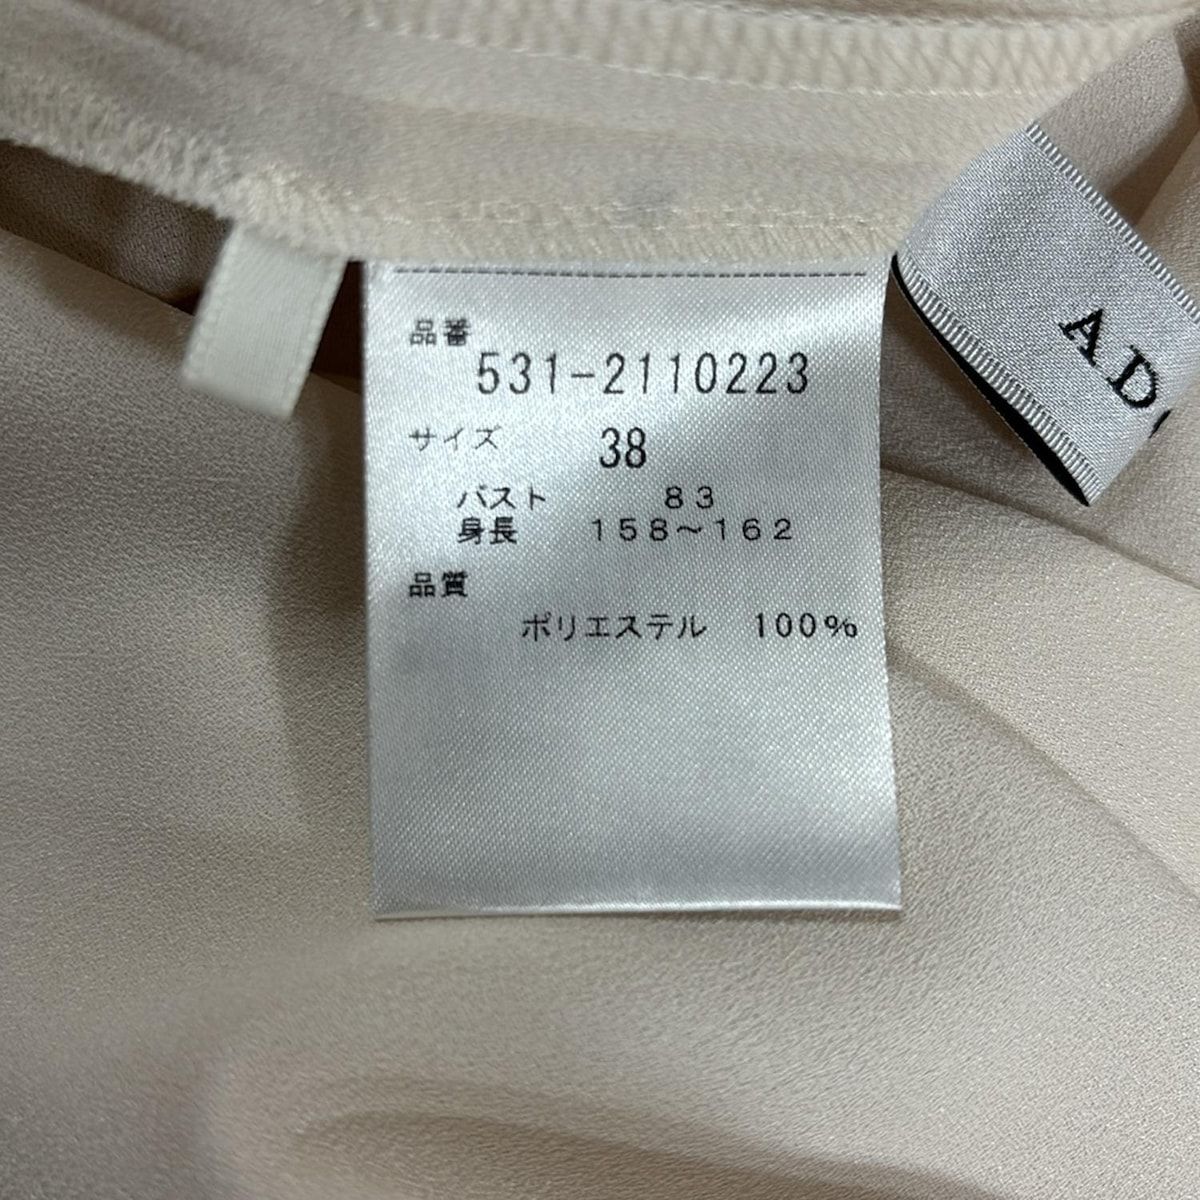 品番
531-2110223
サイズ 38
バスト 83
身長 158～162
品質
ポリエステル 100%
AD